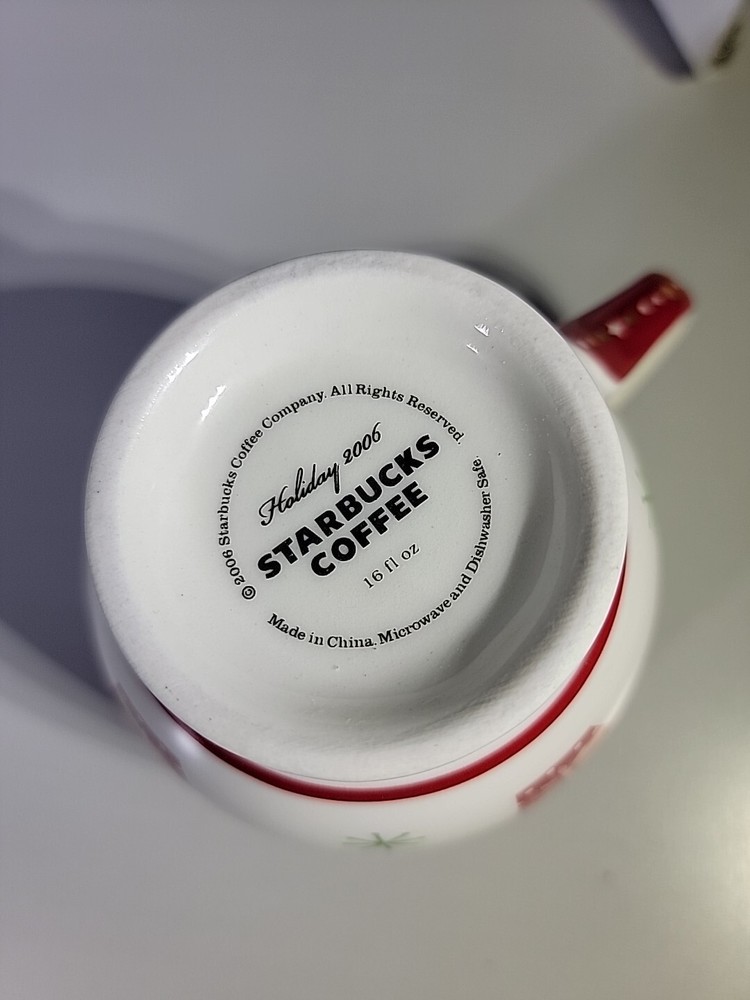 © 2006 Starbucks Coffee Company. All Rights Reserved.
Holiday 2006
STARBUCKS
COFFEE
16 fl oz
Made in China. Microwave and Dishwasher Safe.